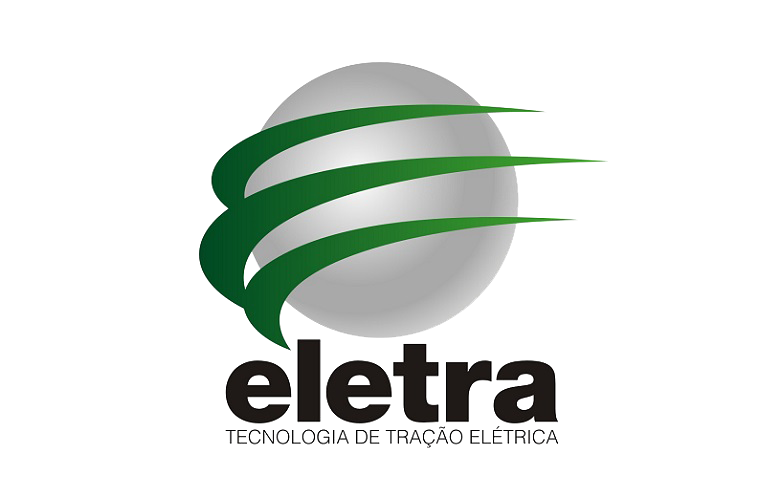 eletra
TECNOLOGIA DE TRAÇÃO ELÉTRICA